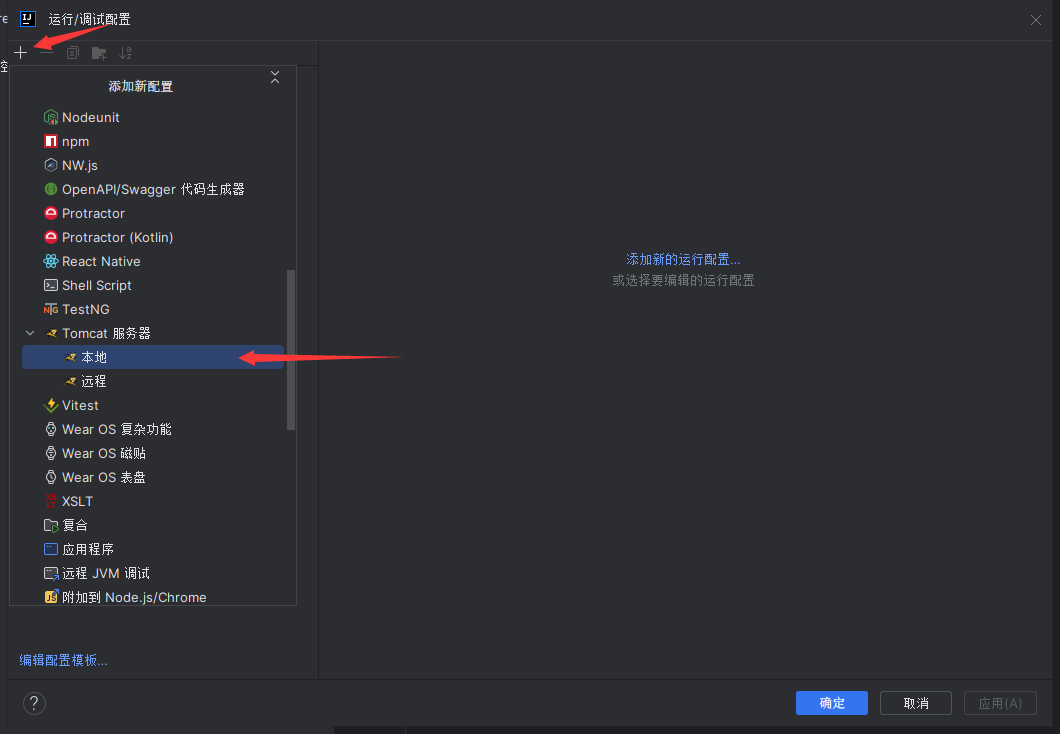 re
IJ
运行/调试配置
空
添加新配置
Nodeunit
npm
NW.js
OpenAPI/Swagger 代码生成器
Protractor
Protractor (Kotlin)
React Native
Shell Script
TestNG
Tomcat 服务器
本地
远程
Vitest
Wear OS 复杂功能
Wear OS 磁贴
Wear OS 表盘
XSLT
复合
应用程序
远程 JVM 调试
附加到 Node.js/Chrome
添加新的运行配置...
或选择要编辑的运行配置
编辑配置模板...
?
确定
取消
应用(A)